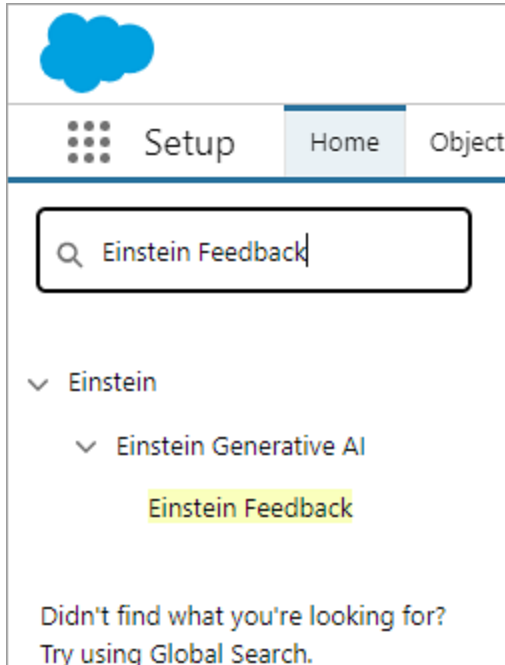 Setup
Home
Object
Einstein Feedback
Einstein
Einstein Generative AI
Einstein Feedback
Didn't find what you're looking for?
Try using Global Search.